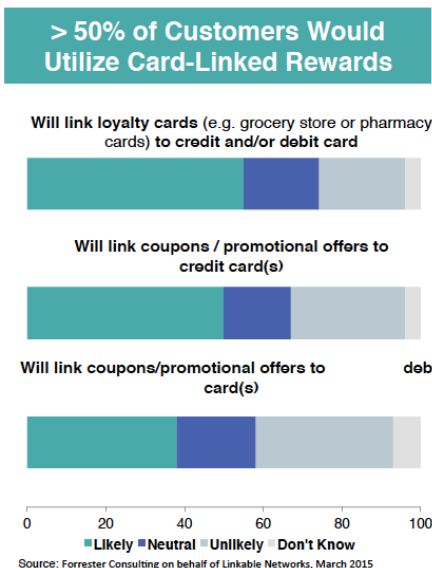 > 50% of Customers Would
Utilize Card-Linked Rewards
Will link loyalty cards (e.g. grocery store or pharmacy
cards) to credit and/or debit card
Will link coupons / promotional offers to
credit card(s)
Will link coupons/promotional offers to deb
card(s)
0 20 40 60 80 100
Likely Neutral Unlikely Don't Know
Source: Forrester Consulting on behalf of Linkable Networks, March 2015